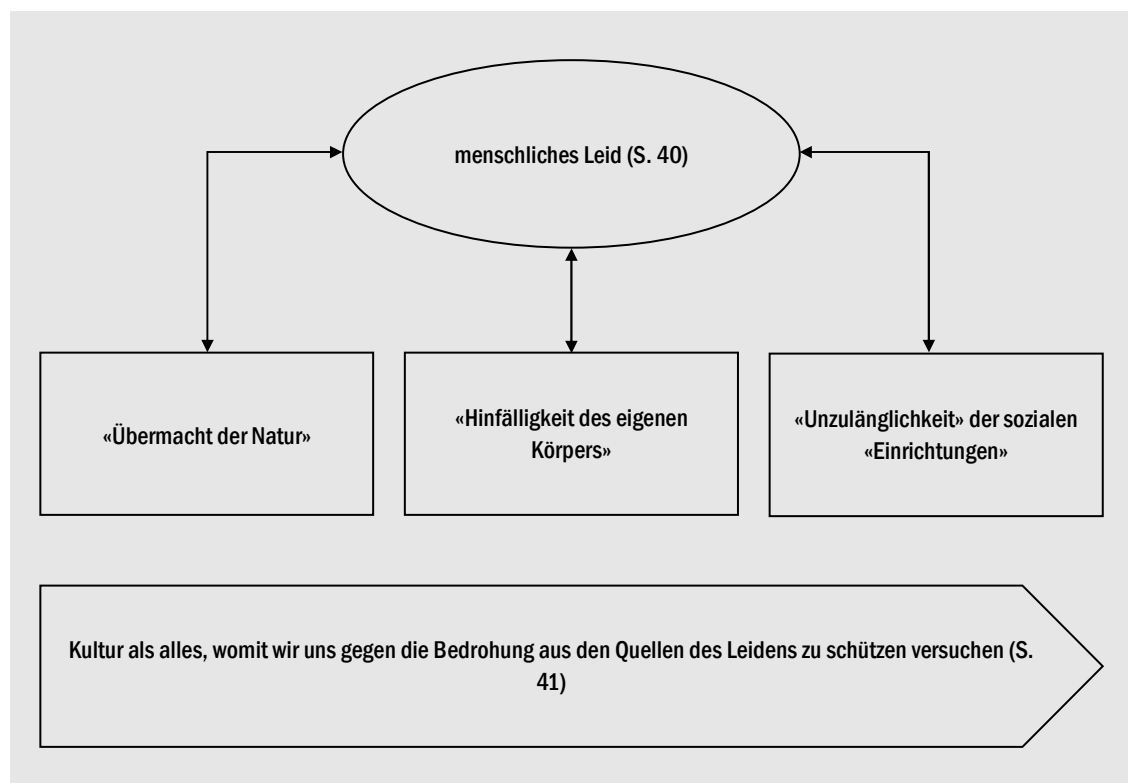 menschliches Leid (S. 40)
«Übermacht der Natur»
«Hinfälligkeit des eigenen
Körpers»
«Unzulänglichkeit» der sozialen
«Einrichtungen»
Kultur als alles, womit wir uns gegen die Bedrohung aus den Quellen des Leidens zu schützen versuchen (S.
41)